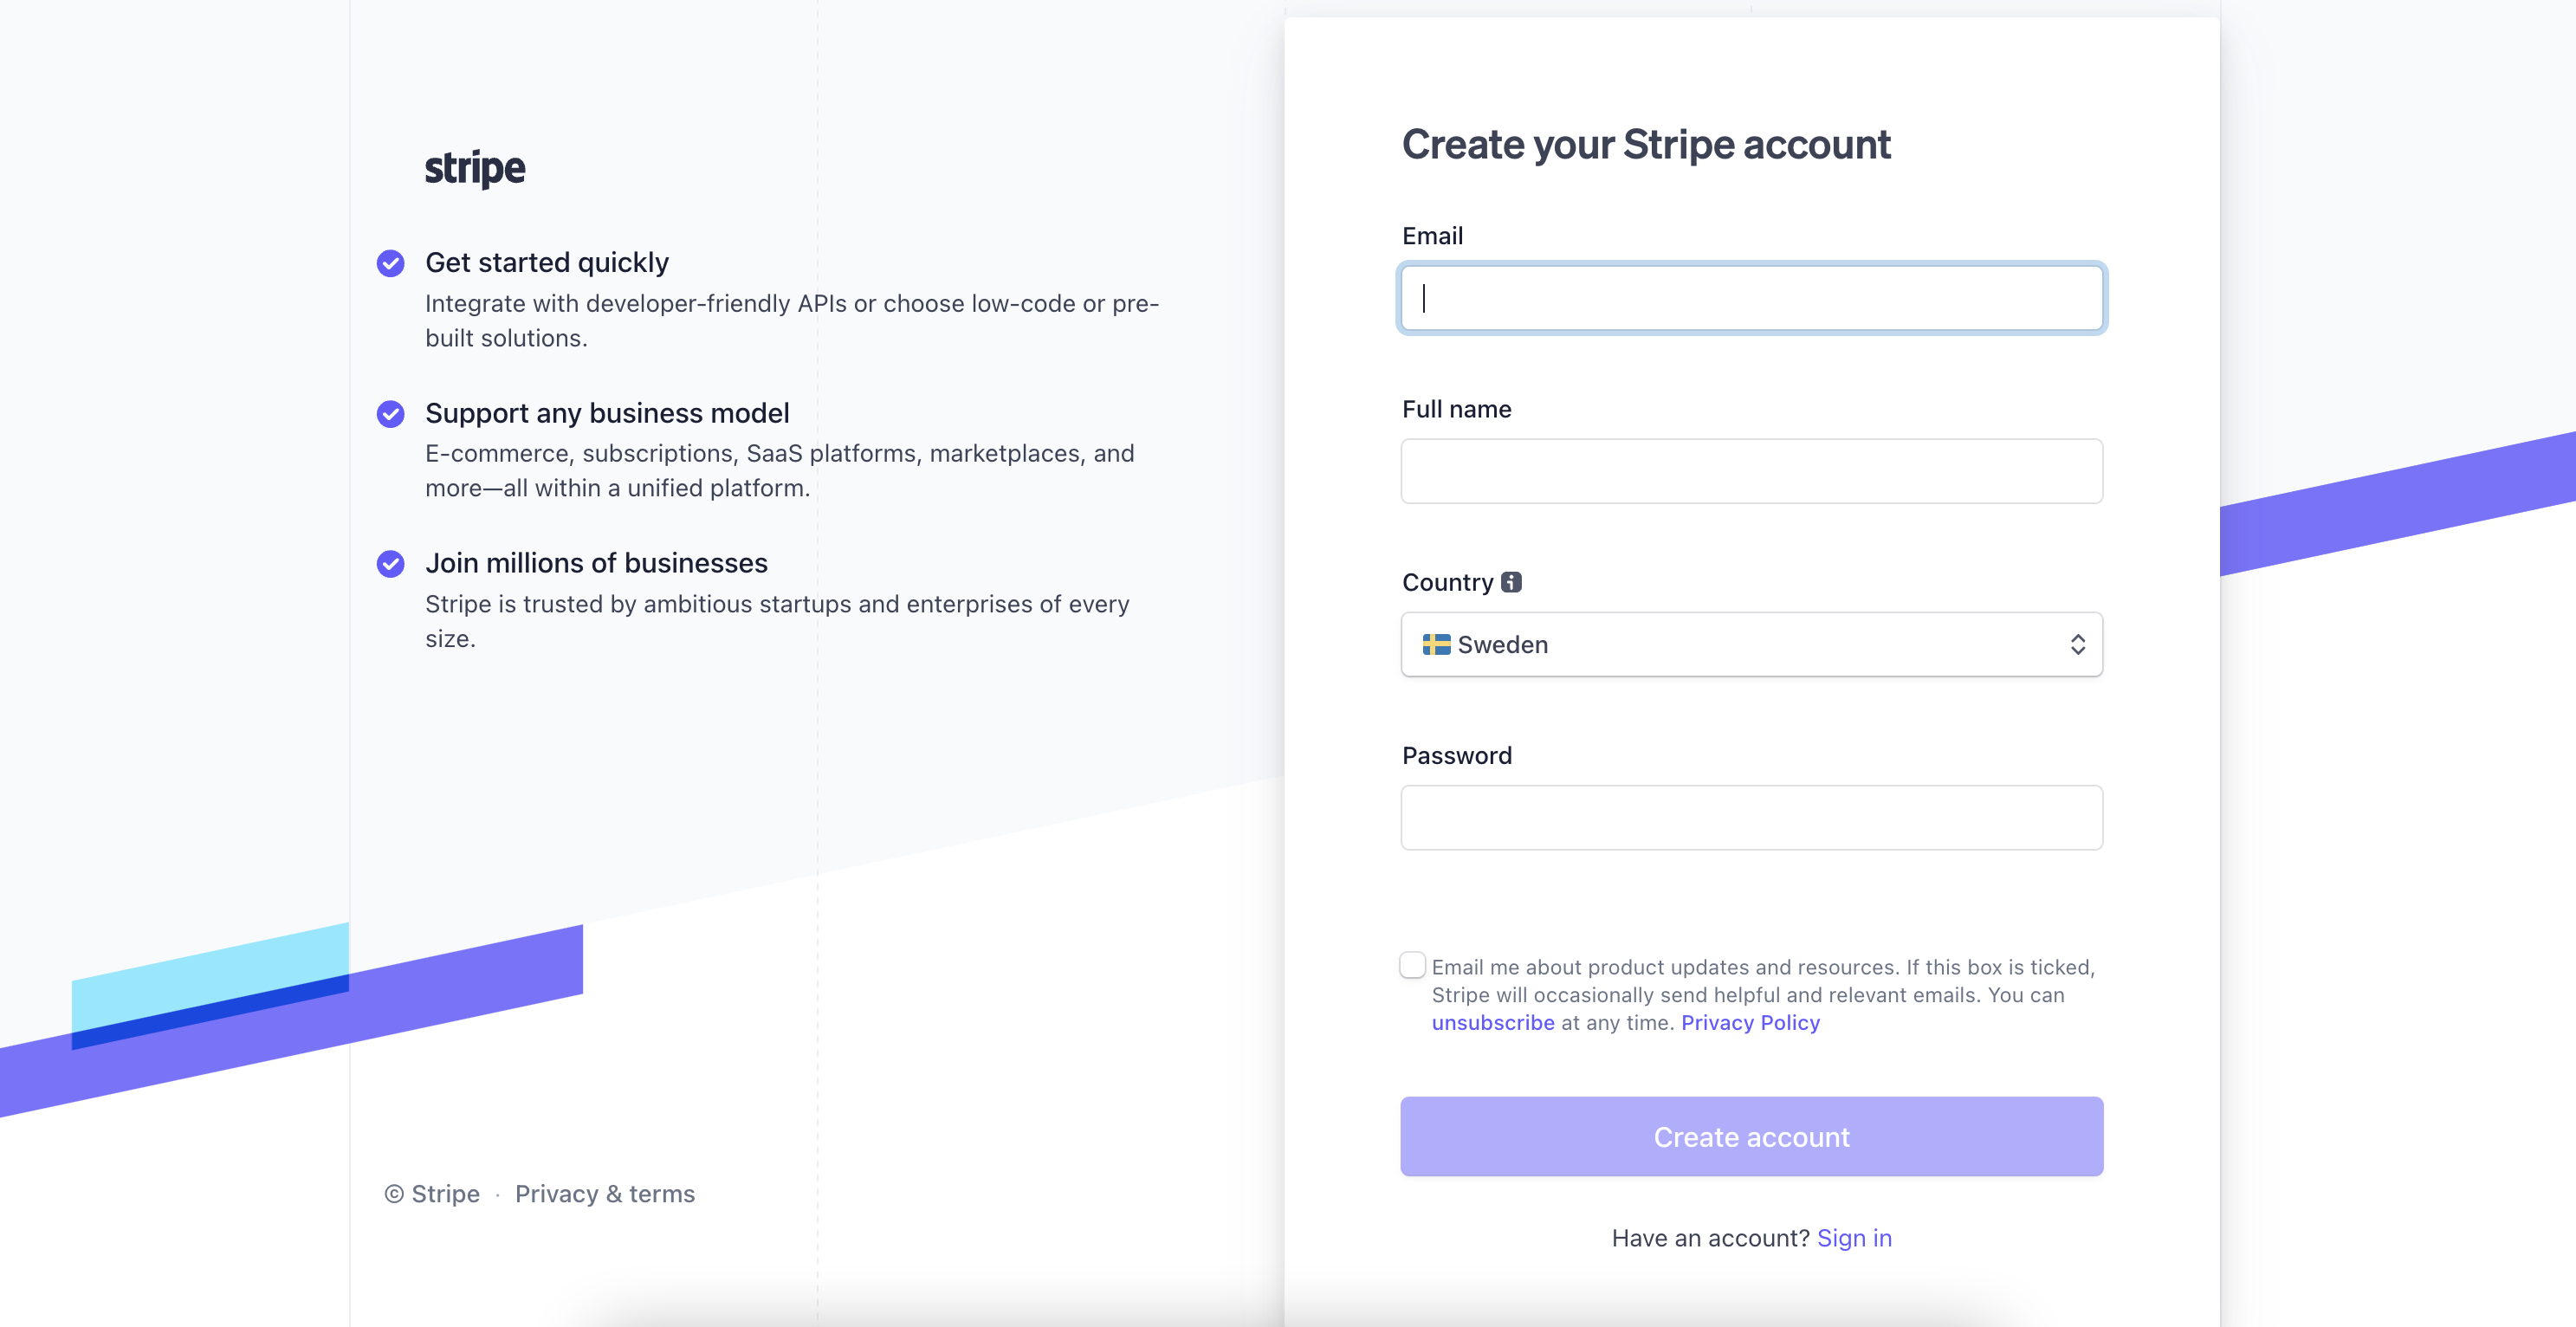 stripe
Get started quickly
Integrate with developer-friendly APIs or choose low-code or pre-
built solutions.
Support any business model
E-commerce, subscriptions, SaaS platforms, marketplaces, and
more—all within a unified platform.
Join millions of businesses
Stripe is trusted by ambitious startups and enterprises of every
size.
© Stripe · Privacy & terms
Create your Stripe account
Email
Full name
Country
Sweden
Password
Email me about product updates and resources. If this box is ticked,
Stripe will occasionally send helpful and relevant emails. You can
unsubscribe at any time. Privacy Policy
Create account
Have an account? Sign in